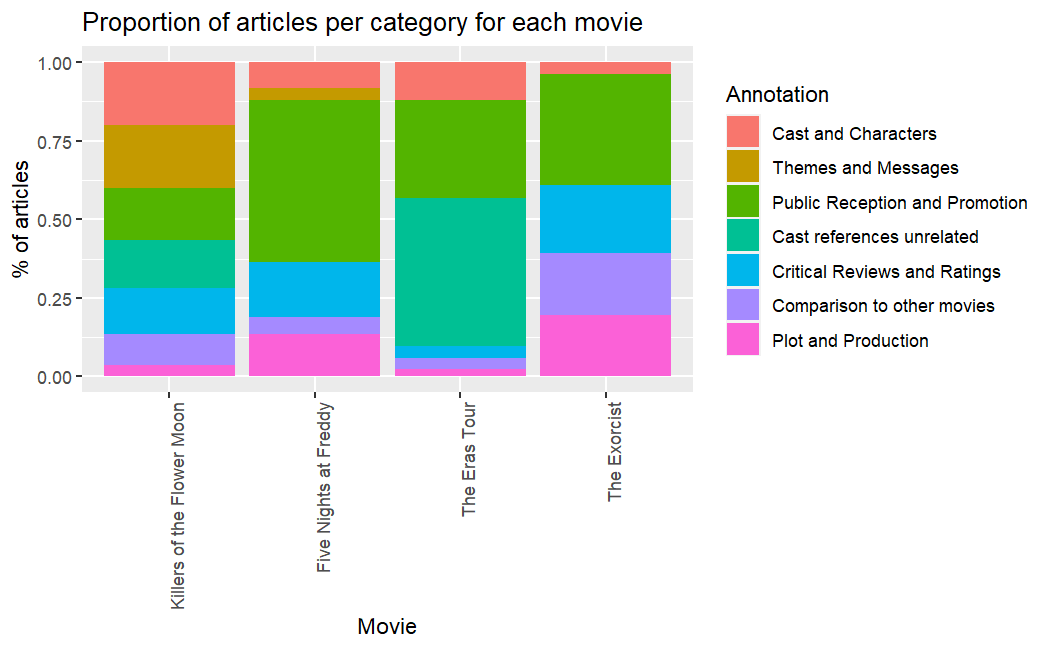 Proportion of articles per category for each movie
% of articles
1.00
0.75
0.50
0.25
0.00
Killers of the Flower Moon
Five Nights at Freddy
The Eras Tour
The Exorcist
Movie
Annotation
Cast and Characters
Themes and Messages
Public Reception and Promotion
Cast references unrelated
Critical Reviews and Ratings
Comparison to other movies
Plot and Production